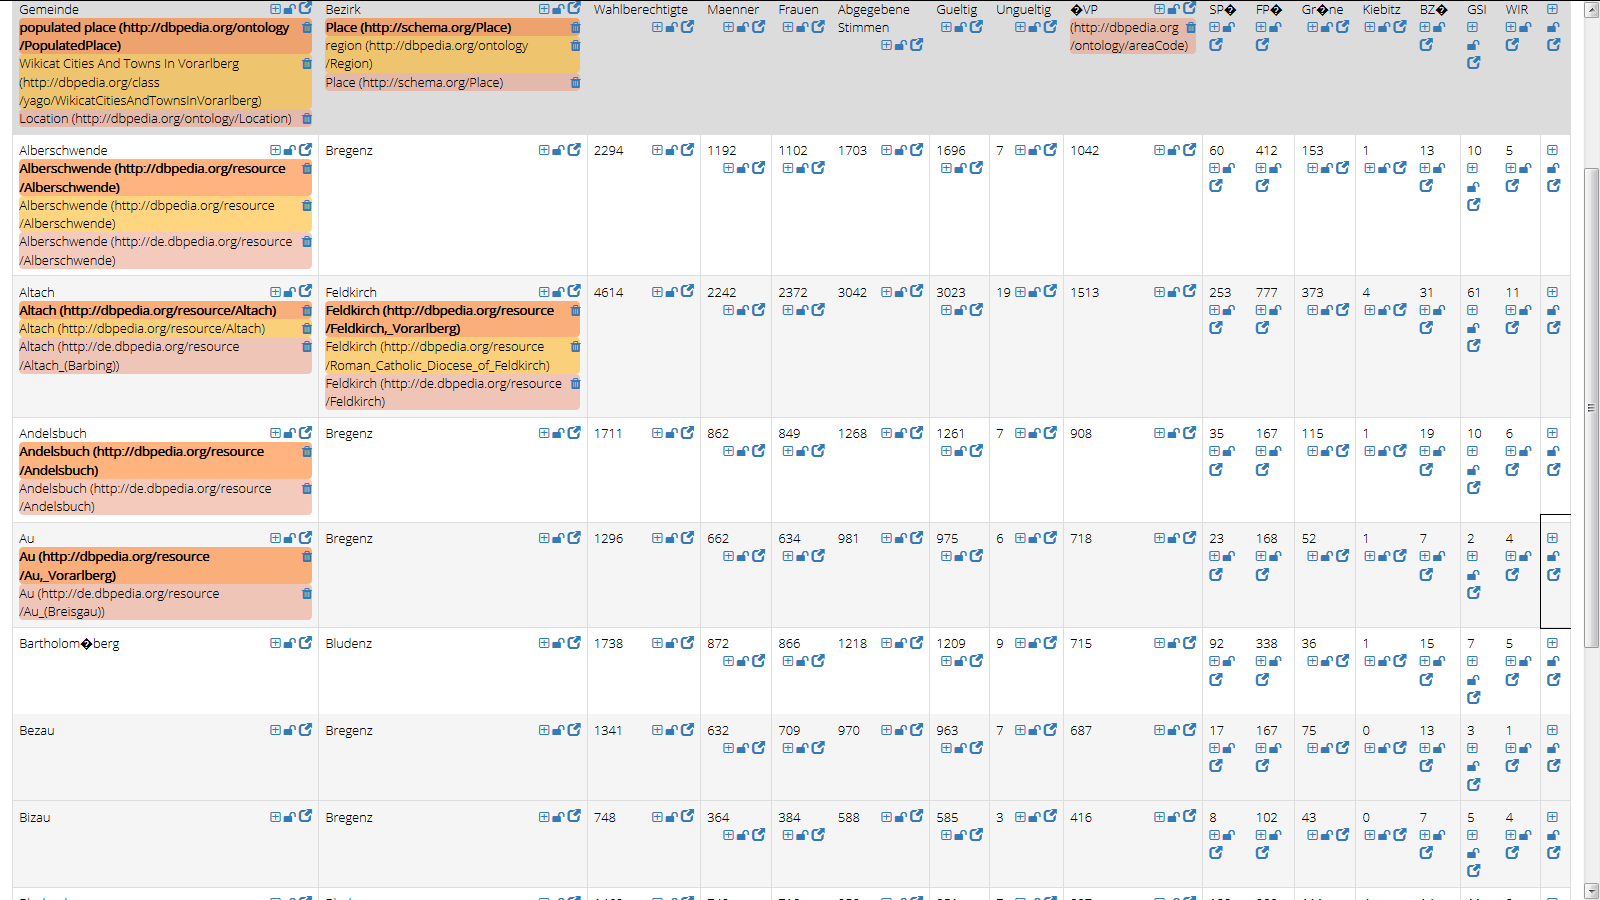 Gemeinde Bezirk Wahlberechtigte Maenner Frauen Abgegebene Gueltig Ungueltig �VP SP� FP� Gr�ne Kiebitz BZ� GSI WIR
populated place (http://dbpedia.org/ontology Place (http://schema.org/Place) Stimmen (http://dbpedia.org
/PopulatedPlace) region (http://dbpedia.org/ontology /ontology/areaCode)
Wikicat Cities And Towns In Vorarlberg /Region)
(http://dbpedia.org/class Place (http://schema.org/Place)
/yago/WikicatCitiesAndTownsInVorarlberg)
Location (http://dbpedia.org/ontology/Location)
Alberschwende Bregenz 2294 1192 1102 1703 1696 7 1042 60 412 153 1 13 10 5
Alberschwende (http://dbpedia.org/resource
/Alberschwende)
Alberschwende (http://dbpedia.org/resource
/Alberschwende)
Alberschwende (http://de.dbpedia.org/resource
/Alberschwende)
Altach Feldkirch 4614 2242 2372 3042 3023 19 1513 253 777 373 4 31 61 11
Altach (http://dbpedia.org/resource/Altach) Feldkirch (http://dbpedia.org/resource
Altach (http://dbpedia.org/resource/Altach) /Feldkirch,_Vorarlberg)
Altach (http://de.dbpedia.org/resource Feldkirch (http://dbpedia.org/resource
/Altach_(Barbing)) /Roman_Catholic_Diocese_of_Feldkirch)
Feldkirch (http://de.dbpedia.org/resource
/Feldkirch)
Andelsbuch Bregenz 1711 862 849 1268 1261 7 908 35 167 115 1 19 10 6
Andelsbuch (http://dbpedia.org/resource
/Andelsbuch)
Andelsbuch (http://de.dbpedia.org/resource
/Andelsbuch)
Au Bregenz 1296 662 634 981 975 6 718 23 168 52 1 7 2 4
Au (http://dbpedia.org/resource
/Au,_Vorarlberg)
Au (http://de.dbpedia.org/resource
/Au_(Breisgau))
Bartholom�berg Bludenz 1738 872 866 1218 1209 9 715 92 338 36 1 15 7 5
Bezau Bregenz 1341 632 709 970 963 7 687 17 167 75 0 13 3 1
Bizau Bregenz 748 364 384 588 585 3 416 8 102 43 0 7 5 4